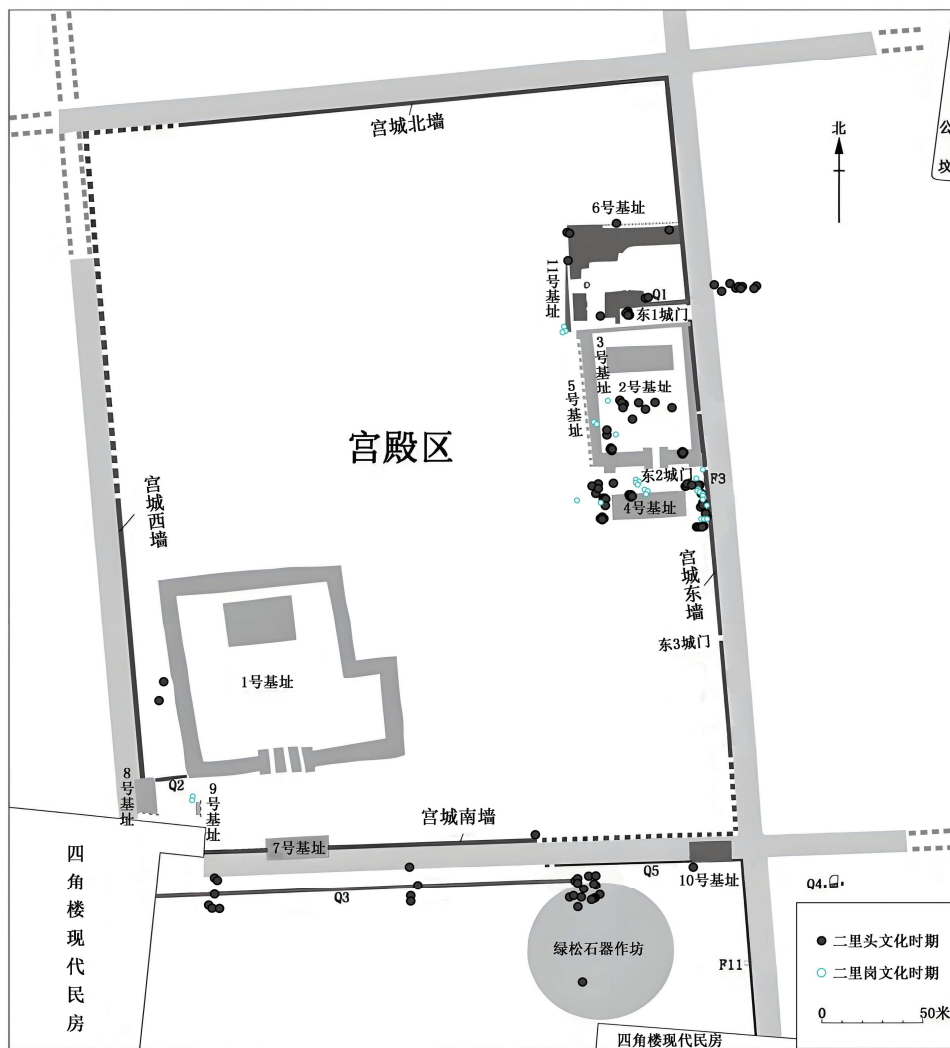 宫城北墙
北
公
坟
6号基址
11号基址
Q1
东1城门
3号基址
2号基址
5号基址
宫殿区
东2城门
F3
4号基址
宫城西墙
宫城东墙
东3城门
1号基址
8号基址
Q2
9号基址
宫城南墙
7号基址
Q5
10号基址
Q4
四角楼现代民房
Q3
绿松石器作坊
F11
二里头文化时期
二里岗文化时期
0 50米
四角楼现代民房